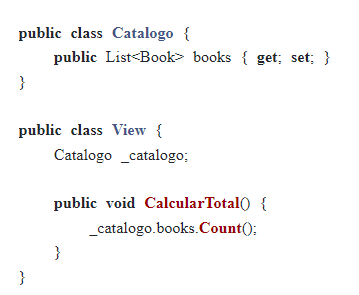 public class Catalogo {
public List<Book> books { get; set; }
}
public class View {
Catalogo _catalogo;
public void CalcularTotal() {
_catalogo.books.Count();
}
}